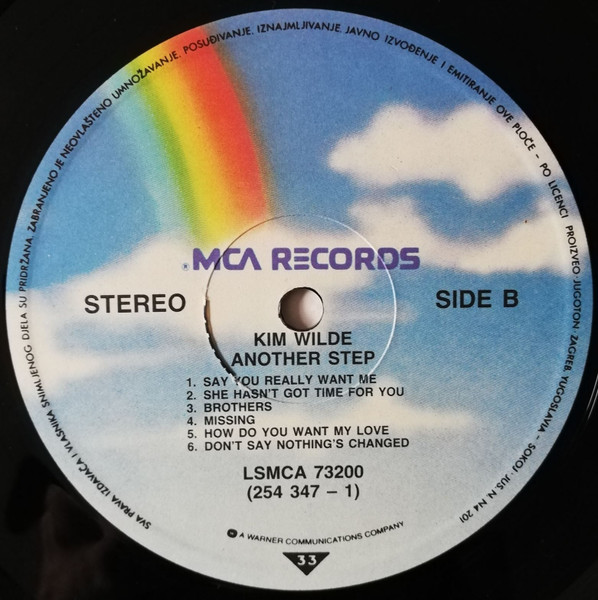 SVA PRAVA IZDAVAČA I VLASNIKA SNIMLJENOG DJELA SU PRIDRŽANA. ZABRANJENO JE NEOVLAŠTENO UMNOŽAVANJE, POSUĐIVANJE, IZNAJMLJIVANJE, JAVNO IZVOĐENJE I EMITIRANJE OVE PLOČE – PO LICENCI PROIZVEO · JUGOTON · ZAGREB, YUGOSLAVIA – SOKOJ · JUS. N. N4 201
® MCA RECORDS
STEREO
SIDE B
KIM WILDE
ANOTHER STEP
1. SAY YOU REALLY WANT ME
2. SHE HASN'T GOT TIME FOR YOU
3. BROTHERS
4. MISSING
5. HOW DO YOU WANT MY LOVE
6. DON'T SAY NOTHING'S CHANGED
LSMCA 73200
(254 347 – 1)
A WARNER COMMUNICATIONS COMPANY
33